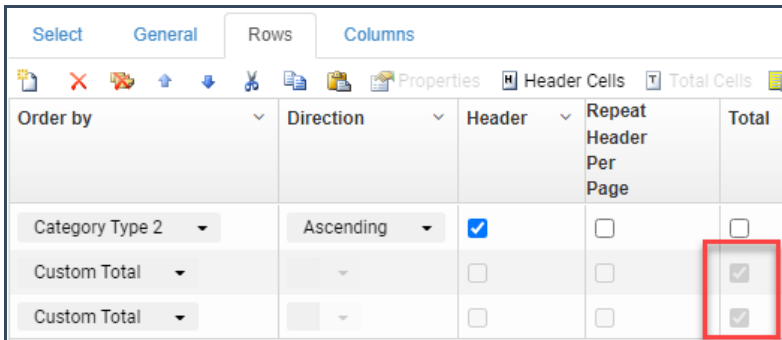 Select General Rows Columns
Properties Header Cells Total Cells
Order by Direction Header Repeat Header Per Page Total
Category Type 2 Ascending
Custom Total
Custom Total